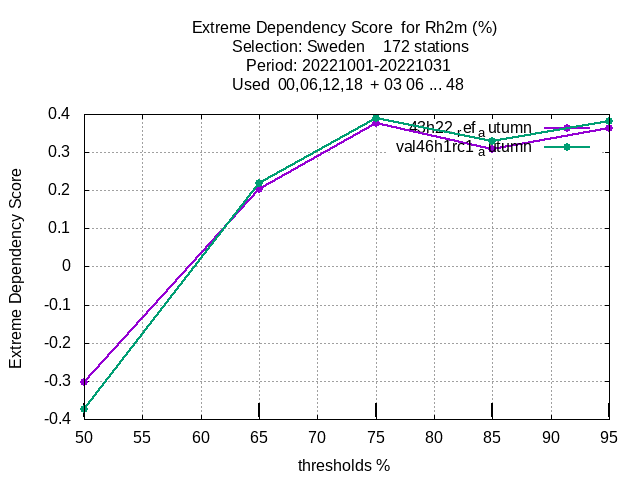 Extreme Dependency Score for Rh2m (%)
Selection: Sweden 172 stations
Period: 20221001-20221031
Used 00,06,12,18 + 03 06 ... 48
43h22_ref_autumn
val46h1rc1_autumn
Extreme Dependency Score
0.4
0.3
0.2
0.1
0
-0.1
-0.2
-0.3
-0.4
50 55 60 65 70 75 80 85 90 95
thresholds %